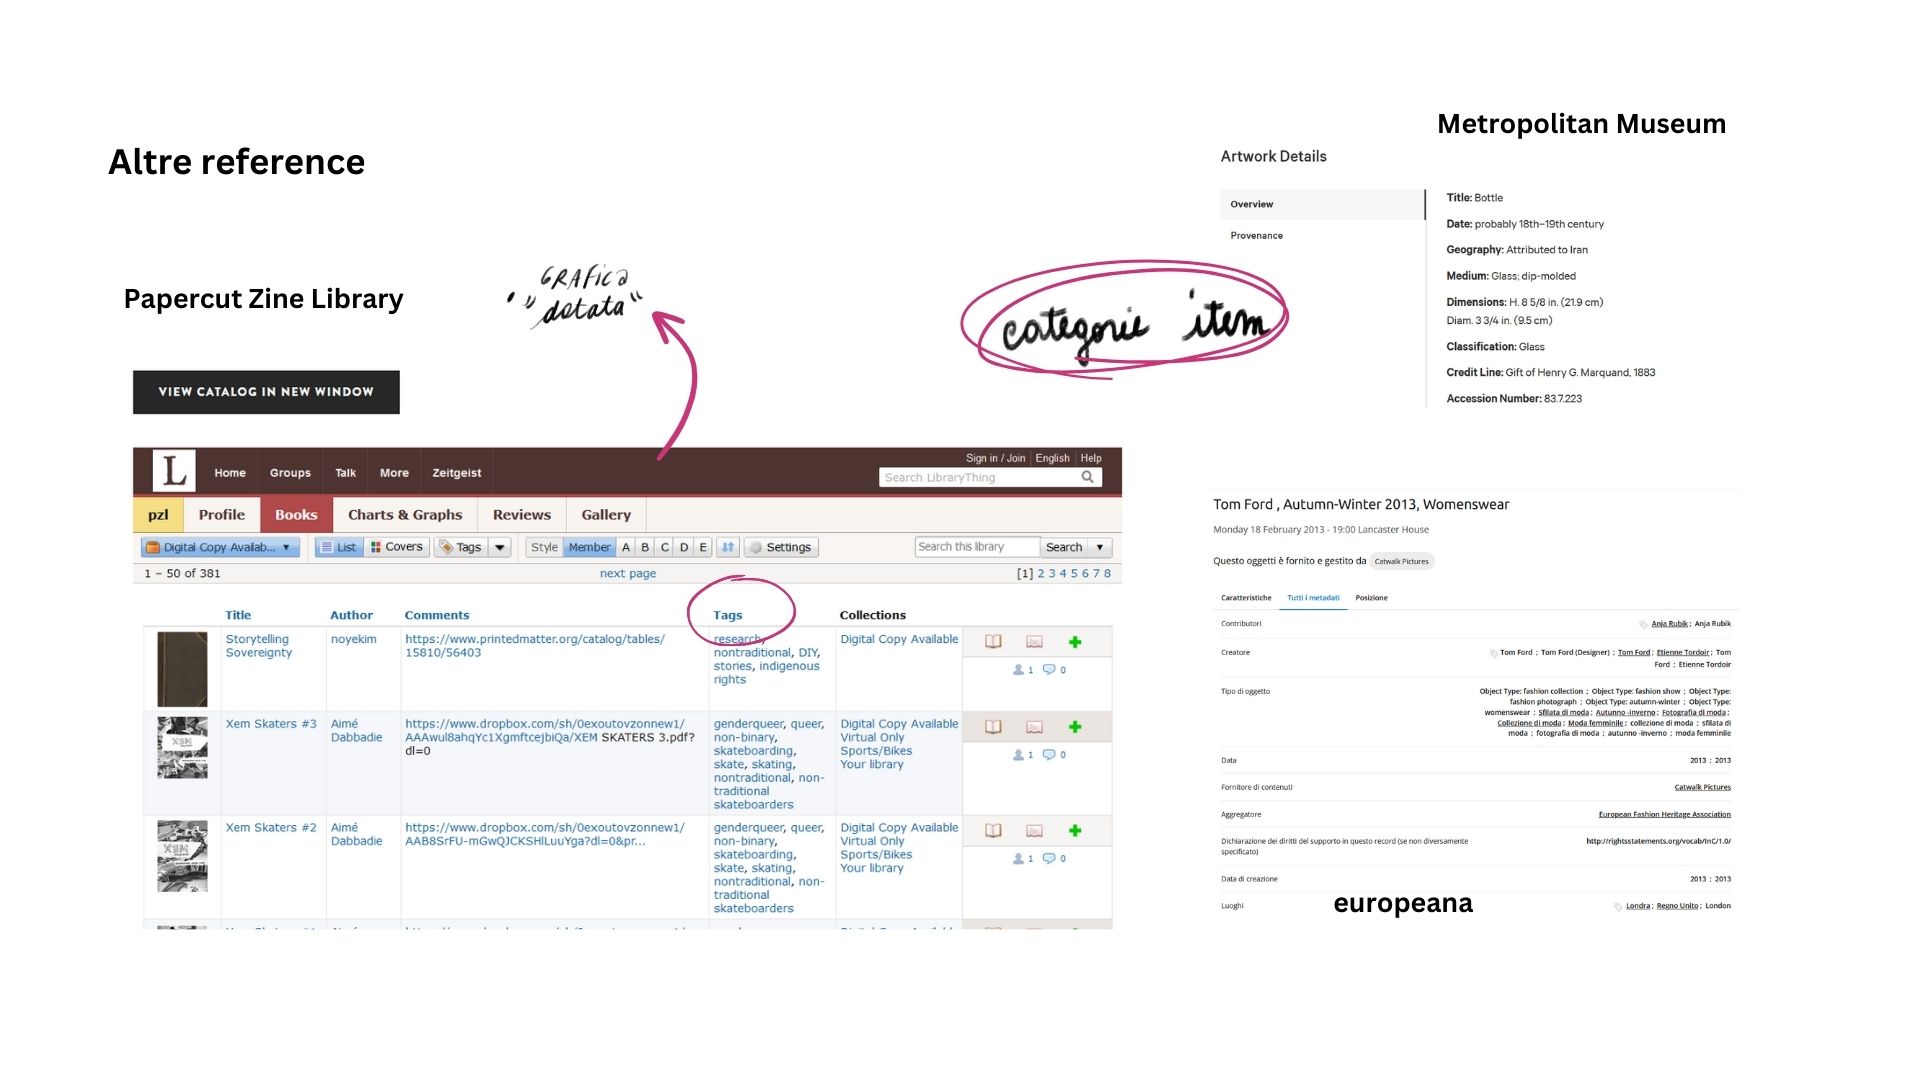 Altre reference
Metropolitan Museum
Artwork Details
Overview
Provenance
Title: Bottle
Date: probably 18th–19th century
Geography: Attributed to Iran
Medium: Glass; dip-molded
Dimensions: H. 8 5/8 in. (21.9 cm)
Diam. 3 3/4 in. (9.5 cm)
Classification: Glass
Credit Line: Gift of Henry G. Marquand, 1883
Accession Number: 83.7.223
Papercut Zine Library
GRAFICA
"datata"
categorie item
VIEW CATALOG IN NEW WINDOW
L Home Groups Talk More Zeitgeist
Sign in / Join English Help
Search LibraryThing
pzl Profile Books Charts & Graphs Reviews Gallery
Digital Copy Availab... List Covers Tags Style Member A B C D E Settings Search this library Search
1 – 50 of 381 next page [1] 2 3 4 5 6 7 8
Title Author Comments Tags Collections
Storytelling
Sovereignty
noyekim
https://www.printedmatter.org/catalog/tables/
15810/56403
research,
nontraditional, DIY,
stories, indigenous
rights
Digital Copy Available
1 0
Xem Skaters #3
Aimé
Dabbadie
https://www.dropbox.com/sh/0exoutovzonnew1/
AAAwul8ahqYc1XgmftcejbiQa/XEM SKATERS 3.pdf?
dl=0
genderqueer, queer,
non-binary,
skateboarding,
skate, skating,
nontraditional, non-
traditional
skateboarders
Digital Copy Available
Virtual Only
Sports/Bikes
Your library
1 0
Xem Skaters #2
Aimé
Dabbadie
https://www.dropbox.com/sh/0exoutovzonnew1/
AAB8SrFU-mGwQJCKSHlLuuYga?dl=0&pr...
genderqueer, queer,
non-binary,
skateboarding,
skate, skating,
nontraditional, non-
traditional
skateboarders
Digital Copy Available
Virtual Only
Sports/Bikes
Your library
1 0
Tom Ford , Autumn-Winter 2013, Womenswear
Monday 18 February 2013 - 19:00 Lancaster House
Questo oggetti è fornito e gestito da Catwalk Pictures
Caratteristiche Tutti i metadati Posizione
Contributori Anja Rubik ; Anja Rubik
Creatore Tom Ford ; Tom Ford (Designer) ; Tom Ford ; Etienne Tordoir ; Tom
Ford ; Etienne Tordoir
Tipo di oggetto Object Type: fashion collection ; Object Type: fashion show ; Object Type:
fashion photograph ; Object Type: autumn-winter ; Object Type:
womenswear ; Sfilata di moda ; Autunno -inverno ; Fotografia di moda ;
Collezione di moda ; Moda femminile ; collezione di moda ; sfilata di
moda ; fotografia di moda ; autunno -inverno ; moda femminile
Data 2013 ; 2013
Fornitore di contenuti Catwalk Pictures
Aggregatore European Fashion Heritage Association
Dichiarazione dei diritti del supporto in questo record (se non diversamente
specificato)
http://rightsstatements.org/vocab/InC/1.0/
Data di creazione 2013 ; 2013
Luoghi Londra ; Regno Unito ; London
europeana